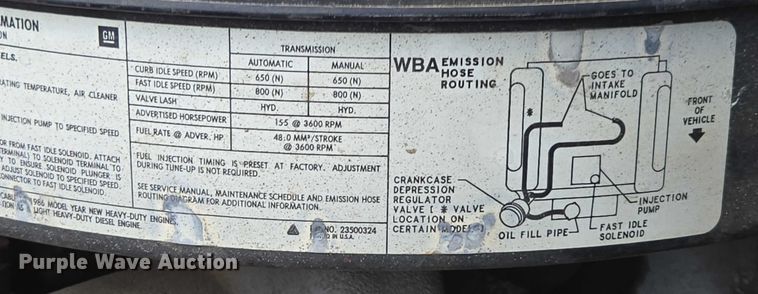 RMATION
ON
GM
ELS.
RATING TEMPERATURE, AIR CLEANER
INJECTION PUMP TO SPECIFIED SPEED
OR FROM FAST IDLE SOLENOID. ATTACH
TERMINAL) TO SOLENOID TERMINAL TO
TO ENSURE SOLENOID PLUNGER IS
ADJUST SOLENOID TO SPECIFIED SPEED.
CONNECTOR TO FAST IDLE SOLENOID.
1986 MODEL YEAR NEW HEAVY-DUTY ENGINES
LIGHT HEAVY-DUTY DIESEL ENGINE.
TRANSMISSION
AUTOMATIC MANUAL
CURB IDLE SPEED (RPM) 650 (N) 650 (N)
FAST IDLE SPEED (RPM) 800 (N) 800 (N)
VALVE LASH HYD. HYD.
ADVERTISED HORSEPOWER 155 @ 3600 RPM
FUEL RATE @ ADVER. HP 48.0 MM³/STROKE
@ 3600 RPM
FUEL INJECTION TIMING IS PRESET AT FACTORY. ADJUSTMENT
DURING TUNE-UP IS NOT REQUIRED.
SEE SERVICE MANUAL, MAINTENANCE SCHEDULE AND EMISSION HOSE
ROUTING DIAGRAM FOR ADDITIONAL INFORMATION.
NO. 23500324
IN U.S.A.
WBA EMISSION
HOSE
ROUTING
GOES TO
INTAKE
MANIFOLD
FRONT
OF
VEHICLE
*
CRANKCASE
DEPRESSION
REGULATOR
VALVE [ * VALVE
LOCATION ON
CERTAIN MODELS]
OIL FILL PIPE
INJECTION
PUMP
FAST IDLE
SOLENOID
Purple Wave Auction